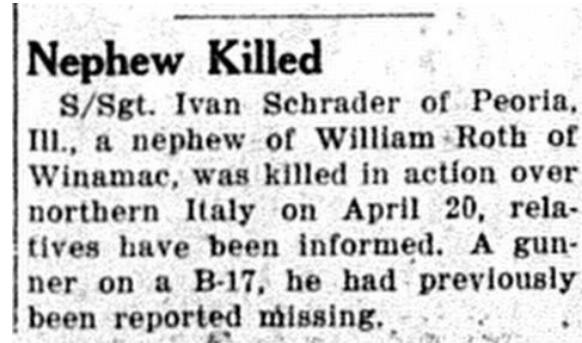 Nephew Killed
S/Sgt. Ivan Schrader of Peoria,
Ill., a nephew of William Roth of
Winamac, was killed in action over
northern Italy on April 20, rela-
tives have been informed. A gun-
ner on a B-17, he had previously
been reported missing.